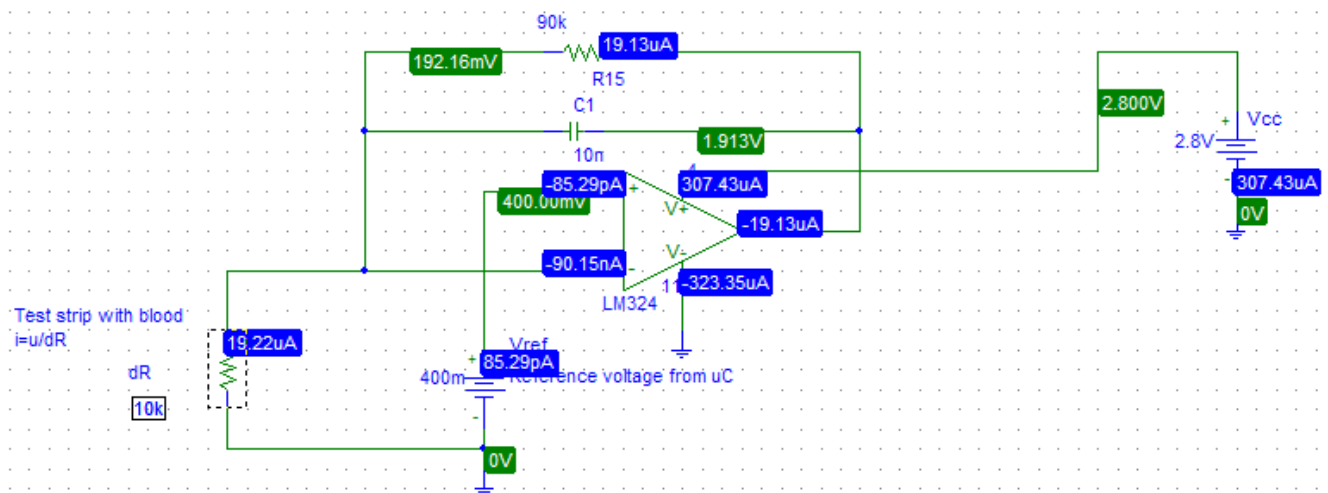 90k
19.13uA
192.16mV
R15
C1
2.800V
+ Vcc
1.913V
2.8V
10n
-
-85.29pA
+
307.43uA
307.43uA
400.00mV
V+
0V
-19.13uA
V-
-90.15nA
-
11
-323.35uA
LM324
Test strip with blood
i=u/dR
19.22uA
Vref
+
85.29pA
dR
400m
Reference voltage from uC
10k
-
0V